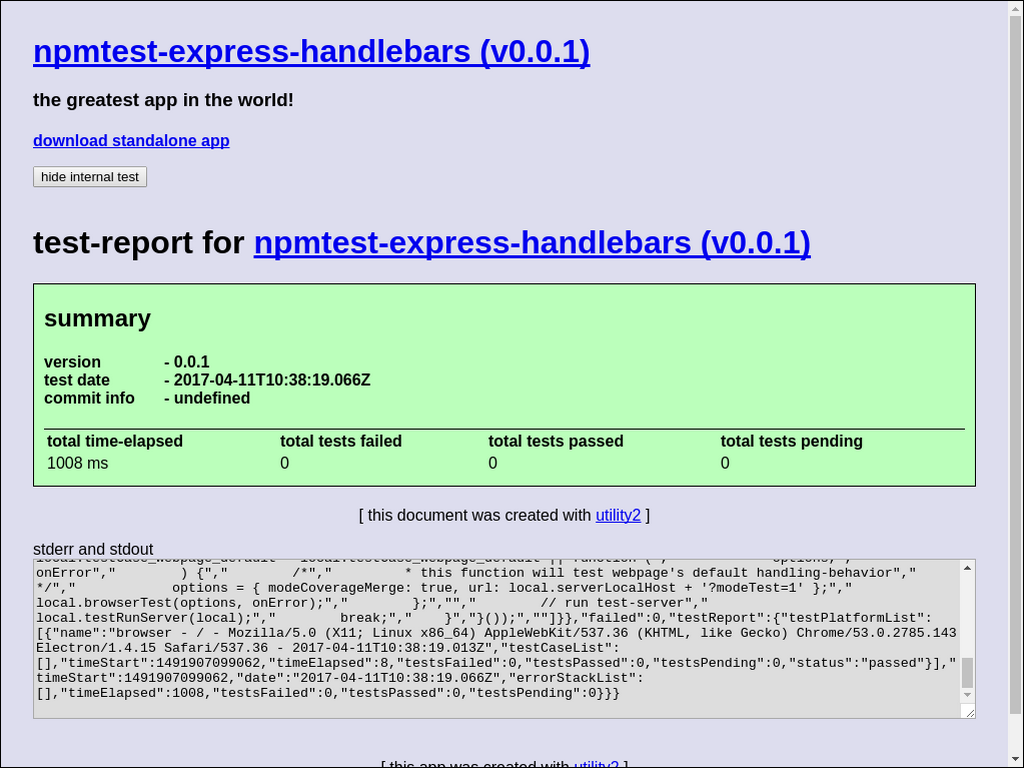 npmtest-express-handlebars (v0.0.1)
the greatest app in the world!
download standalone app
hide internal test
test-report for npmtest-express-handlebars (v0.0.1)
summary
version - 0.0.1
test date - 2017-04-11T10:38:19.066Z
commit info - undefined
total time-elapsed total tests failed total tests passed total tests pending
1008 ms 0 0 0
[ this document was created with utility2 ]
stderr and stdout
onError","        ) {","        /*","         * this function will test webpage's default handling-behavior","
*/","            options = { modeCoverageMerge: true, url: local.serverLocalHost + '?modeTest=1' };","
local.browserTest(options, onError);","        };","","        // run test-server","
local.testRunServer(local);","        break;","    }","}());",""]}},"failed":0,"testReport":{"testPlatformList":
[{"name":"browser - / - Mozilla/5.0 (X11; Linux x86_64) AppleWebKit/537.36 (KHTML, like Gecko) Chrome/53.0.2785.143
Electron/1.4.15 Safari/537.36 - 2017-04-11T10:38:19.013Z","testCaseList":
[],"timeStart":1491907099062,"timeElapsed":8,"testsFailed":0,"testsPassed":0,"testsPending":0,"status":"passed"}],"
timeStart":1491907099062,"date":"2017-04-11T10:38:19.066Z","errorStackList":
[],"timeElapsed":1008,"testsFailed":0,"testsPassed":0,"testsPending":0}}}
[ this app was created with utility2 ]